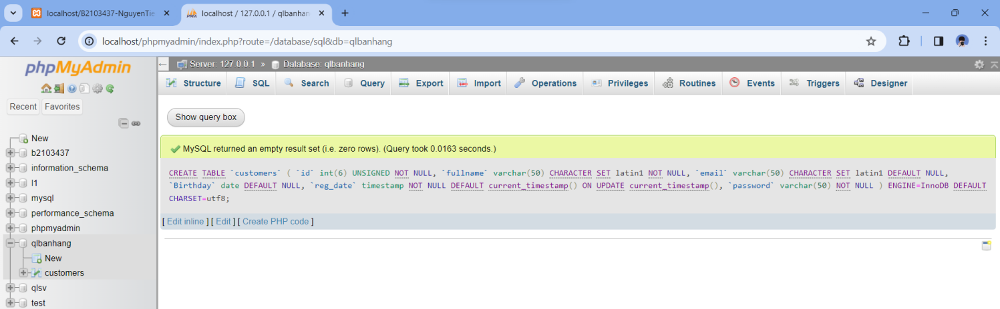 localhost/B2103437-NguyenTie
localhost / 127.0.0.1 / qlbanhan
localhost/phpmyadmin/index.php?route=/database/sql&db=qlbanhang
phpMyAdmin
Recent Favorites
New
b2103437
information_schema
l1
mysql
performance_schema
phpmyadmin
qlbanhang
New
customers
qlsv
test
Server: 127.0.0.1 » Database: qlbanhang
Structure SQL Search Query Export Import Operations Privileges Routines Events Triggers Designer
Show query box
MySQL returned an empty result set (i.e. zero rows). (Query took 0.0163 seconds.)
CREATE TABLE `customers` ( `id` int(6) UNSIGNED NOT NULL, `fullname` varchar(50) CHARACTER SET latin1 NOT NULL, `email` varchar(50) CHARACTER SET latin1 DEFAULT NULL,
`Birthday` date DEFAULT NULL, `reg_date` timestamp NOT NULL DEFAULT current_timestamp() ON UPDATE current_timestamp(), `password` varchar(50) NOT NULL ) ENGINE=InnoDB DEFAULT
CHARSET=utf8;
[ Edit inline ] [ Edit ] [ Create PHP code ]